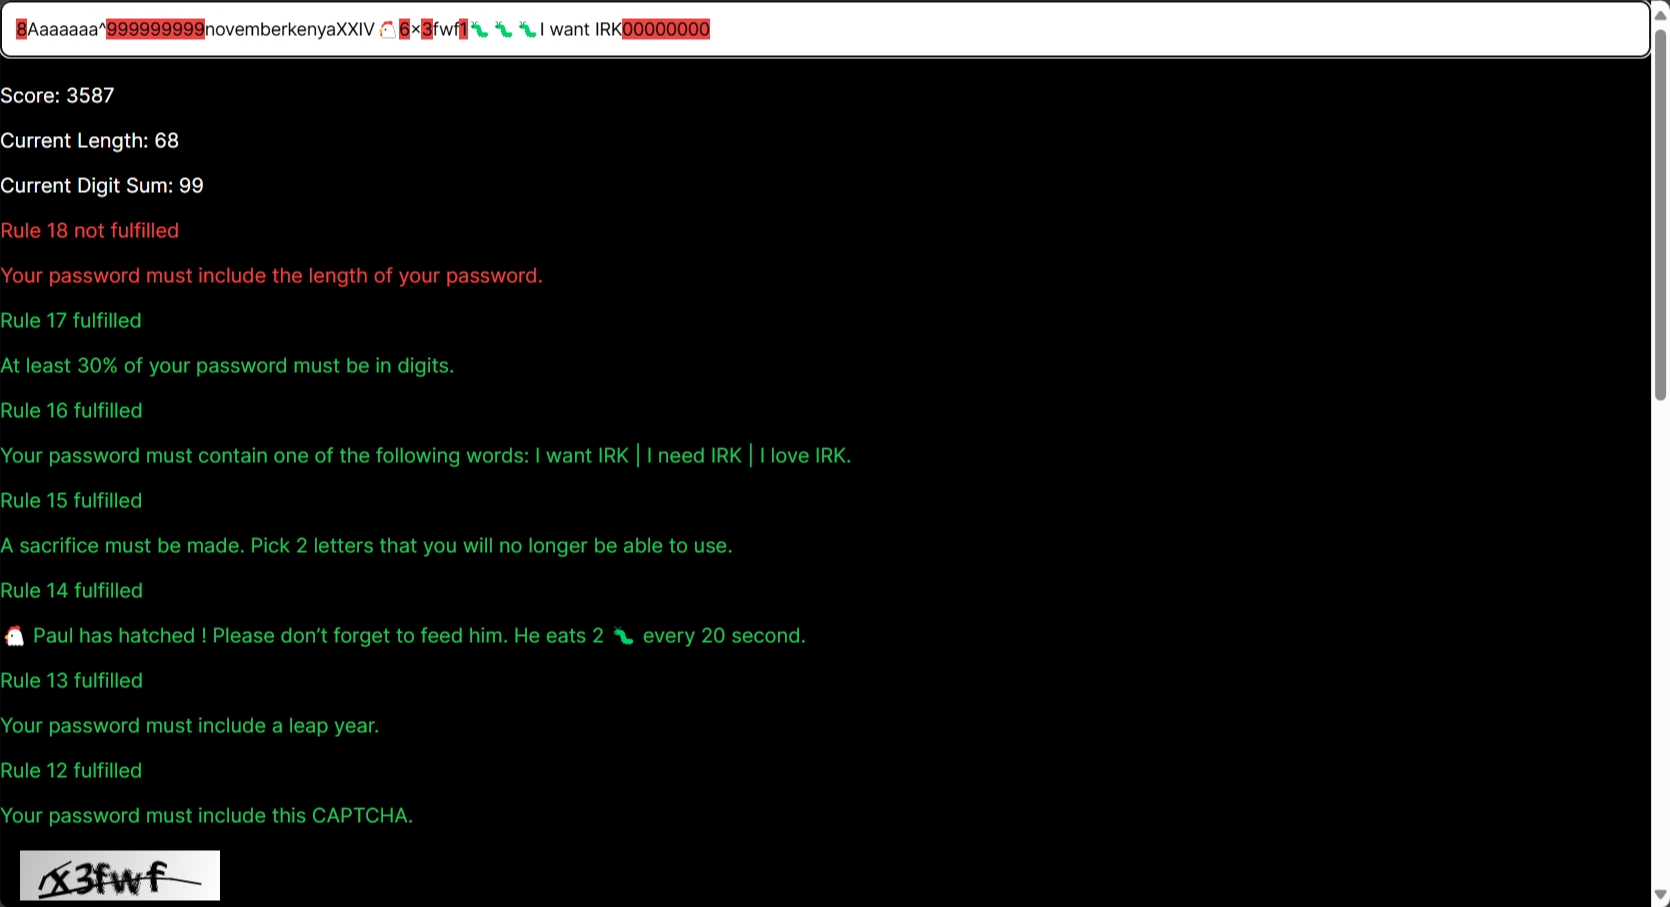 8Aaaaaaa^999999999novemberkenyaXXIV🐔6×3fwf1🐛🐛🐛I want IRK00000000
Score: 3587
Current Length: 68
Current Digit Sum: 99
Rule 18 not fulfilled
Your password must include the length of your password.
Rule 17 fulfilled
At least 30% of your password must be in digits.
Rule 16 fulfilled
Your password must contain one of the following words: I want IRK | I need IRK | I love IRK.
Rule 15 fulfilled
A sacrifice must be made. Pick 2 letters that you will no longer be able to use.
Rule 14 fulfilled
🐔 Paul has hatched ! Please don’t forget to feed him. He eats 2 🐛 every 20 second.
Rule 13 fulfilled
Your password must include a leap year.
Rule 12 fulfilled
Your password must include this CAPTCHA.
x3fwf